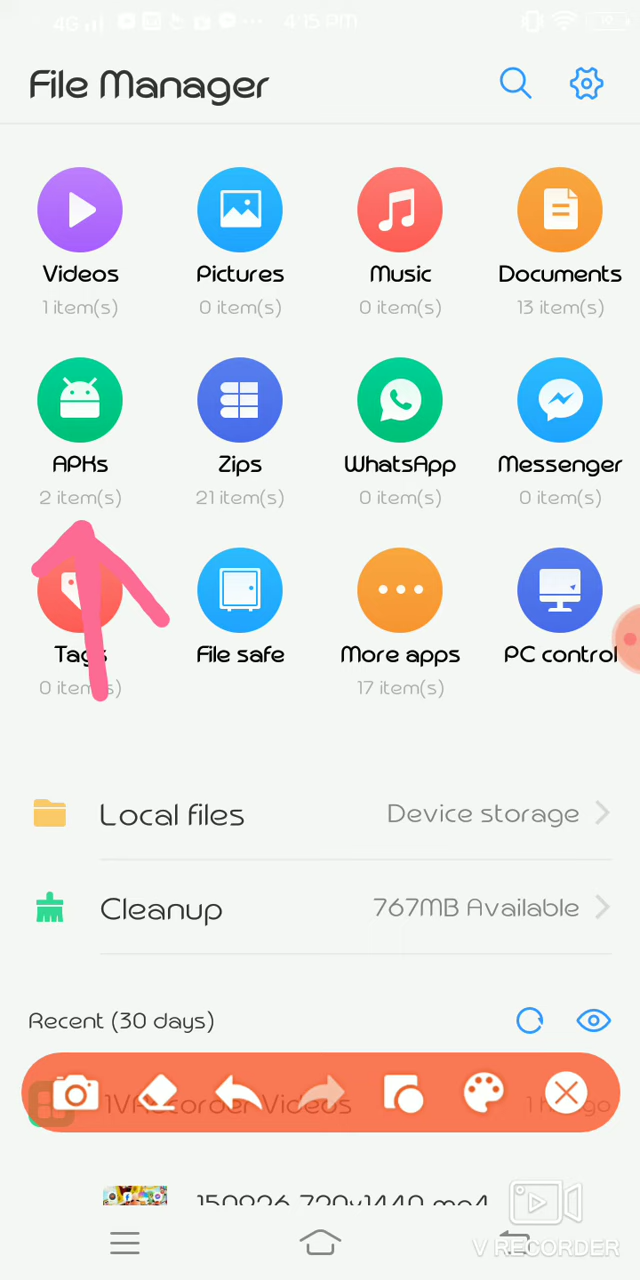 4G 4:15 PM
File Manager
Videos Pictures Music Documents
1 item(s) 0 item(s) 0 item(s) 13 item(s)
APKs Zips WhatsApp Messenger
2 item(s) 21 item(s) 0 item(s) 0 item(s)
Tags File safe More apps PC control
0 item(s) 17 item(s)
Local files Device storage
Cleanup 767MB Available
Recent (30 days)
1VRecorder Videos 1 h ago
150926_720x1440.mp4
V RECORDER